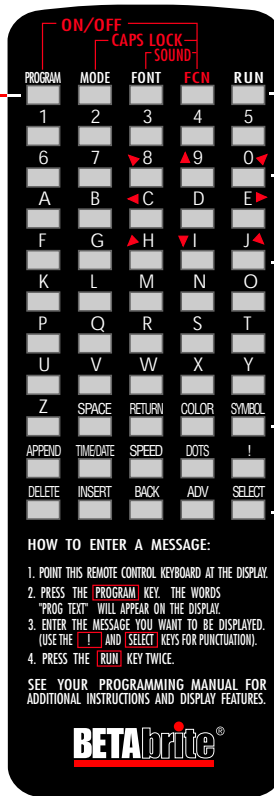 ON/OFF
CAPS LOCK
SOUND
PROGRAM MODE FONT FCN RUN
1 2 3 4 5
6 7 8 9 0
A B C D E
F G H I J
K L M N O
P Q R S T
U V W X Y
Z SPACE RETURN COLOR SYMBOL
APPEND TIME/DATE SPEED DOTS !
DELETE INSERT BACK ADV SELECT
HOW TO ENTER A MESSAGE:
1. POINT THIS REMOTE CONTROL KEYBOARD AT THE DISPLAY.
2. PRESS THE PROGRAM KEY. THE WORDS
"PROG TEXT" WILL APPEAR ON THE DISPLAY.
3. ENTER THE MESSAGE YOU WANT TO BE DISPLAYED.
(USE THE ! AND SELECT KEYS FOR PUNCTUATION).
4. PRESS THE RUN KEY TWICE.
SEE YOUR PROGRAMMING MANUAL FOR
ADDITIONAL INSTRUCTIONS AND DISPLAY FEATURES.
BETAbrite®